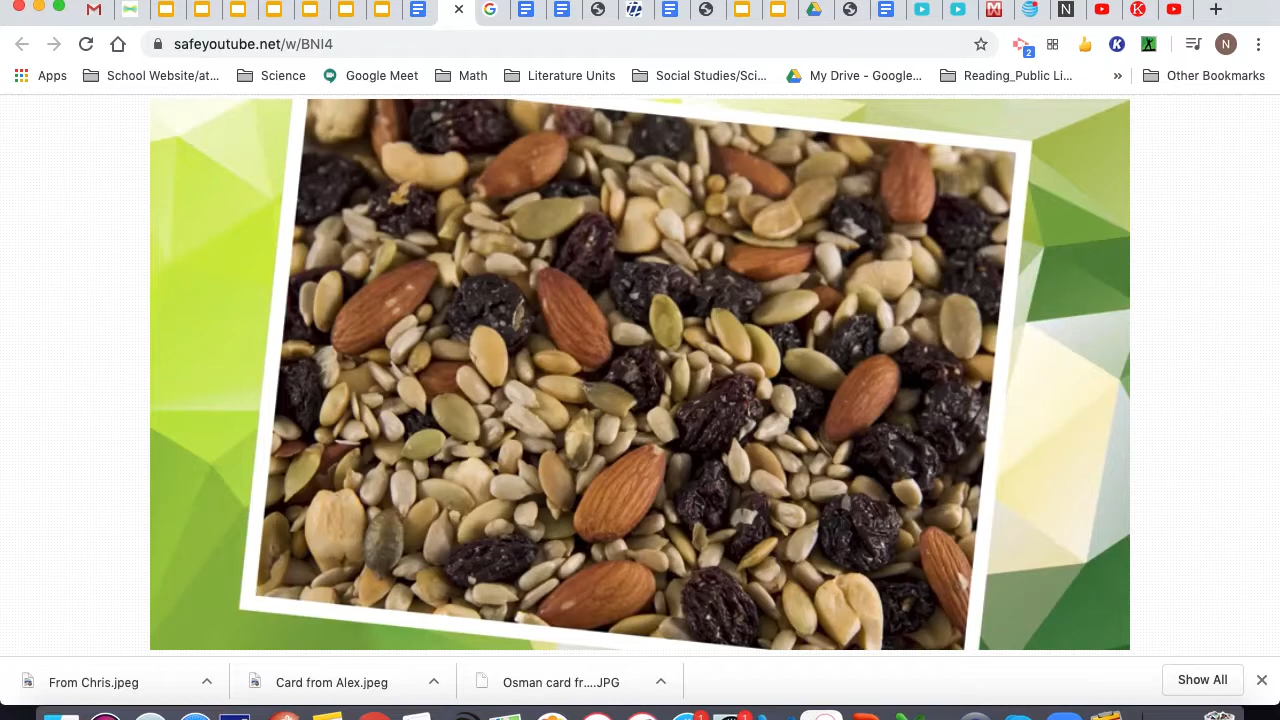 safeyoutube.net/w/BNI4
2
N
Apps
School Website/at...
Science
Google Meet
Math
Literature Units
Social Studies/Sci...
My Drive - Google...
Reading_Public Li...
»
Other Bookmarks
From Chris.jpeg
Card from Alex.jpeg
Osman card fr....JPG
Show All